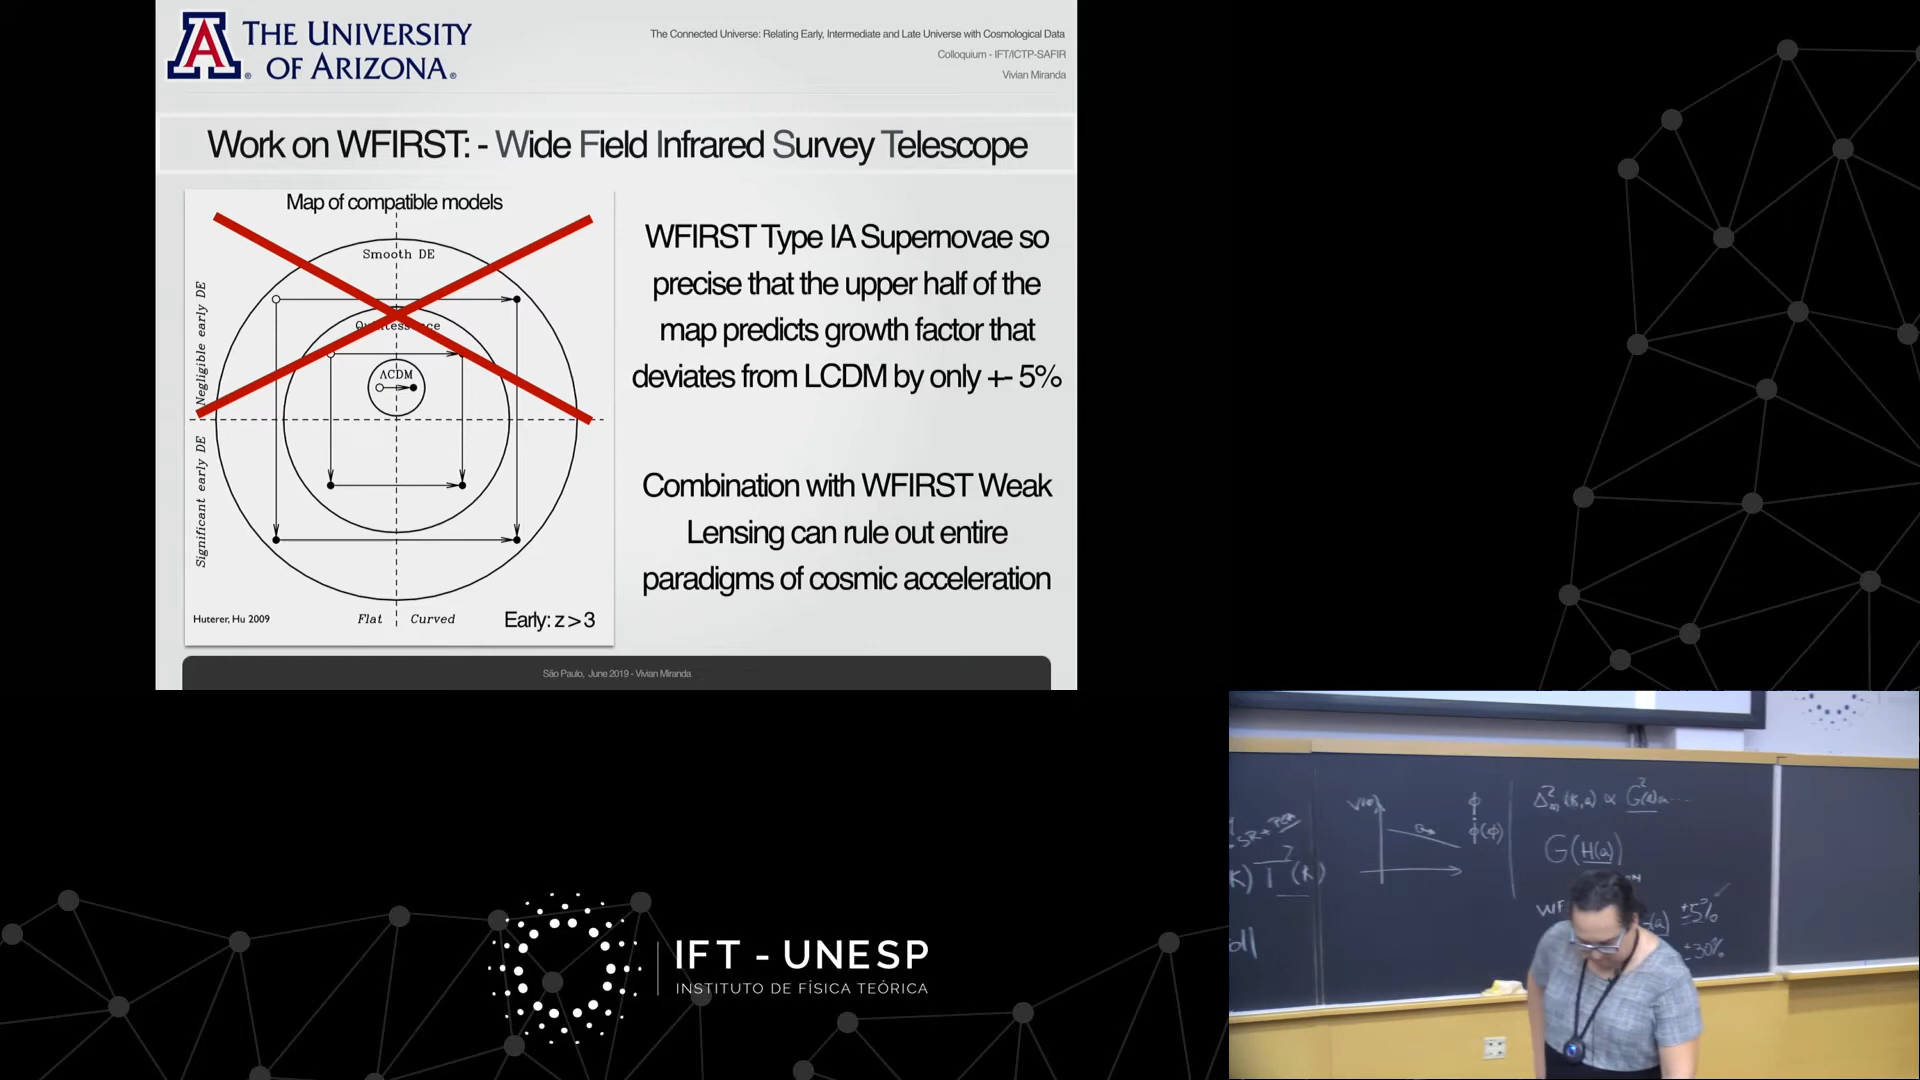 THE UNIVERSITY
OF ARIZONA.
The Connected Universe: Relating Early, Intermediate and Late Universe with Cosmological Data
Colloquium - IFT/ICTP-SAFIR
Vivian Miranda
Work on WFIRST: - Wide Field Infrared Survey Telescope
Map of compatible models
Smooth DE
Quintessence
ΛCDM
Negligible early DE
Significant early DE
Huterer, Hu 2009
Flat
Curved
Early: z > 3
WFIRST Type IA Supernovae so
precise that the upper half of the
map predicts growth factor that
deviates from LCDM by only +- 5%
Combination with WFIRST Weak
Lensing can rule out entire
paradigms of cosmic acceleration
São Paulo, June 2019 - Vivian Miranda
G(H(a))
±5%
±30%
IFT - UNESP
INSTITUTO DE FÍSICA TEÓRICA